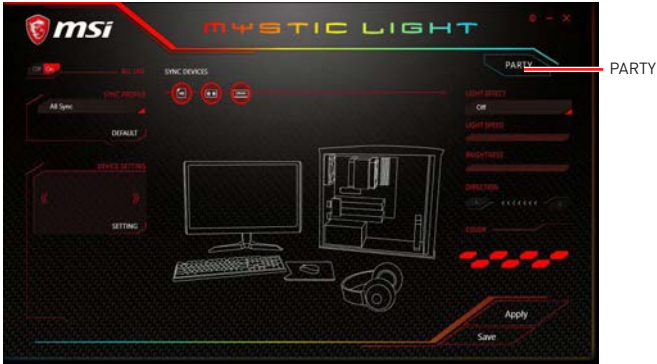 msi
MYSTIC LIGHT
PARTY
PARTY
Off On
ALL LED
SYNC DEVICES
SYNC PROFILE
All Sync
DEFAULT
DEVICE SETTING
SETTING
LIGHT EFFECT
Off
LIGHT SPEED
BRIGHTNESS
DIRECTION
COLOR
Apply
Save